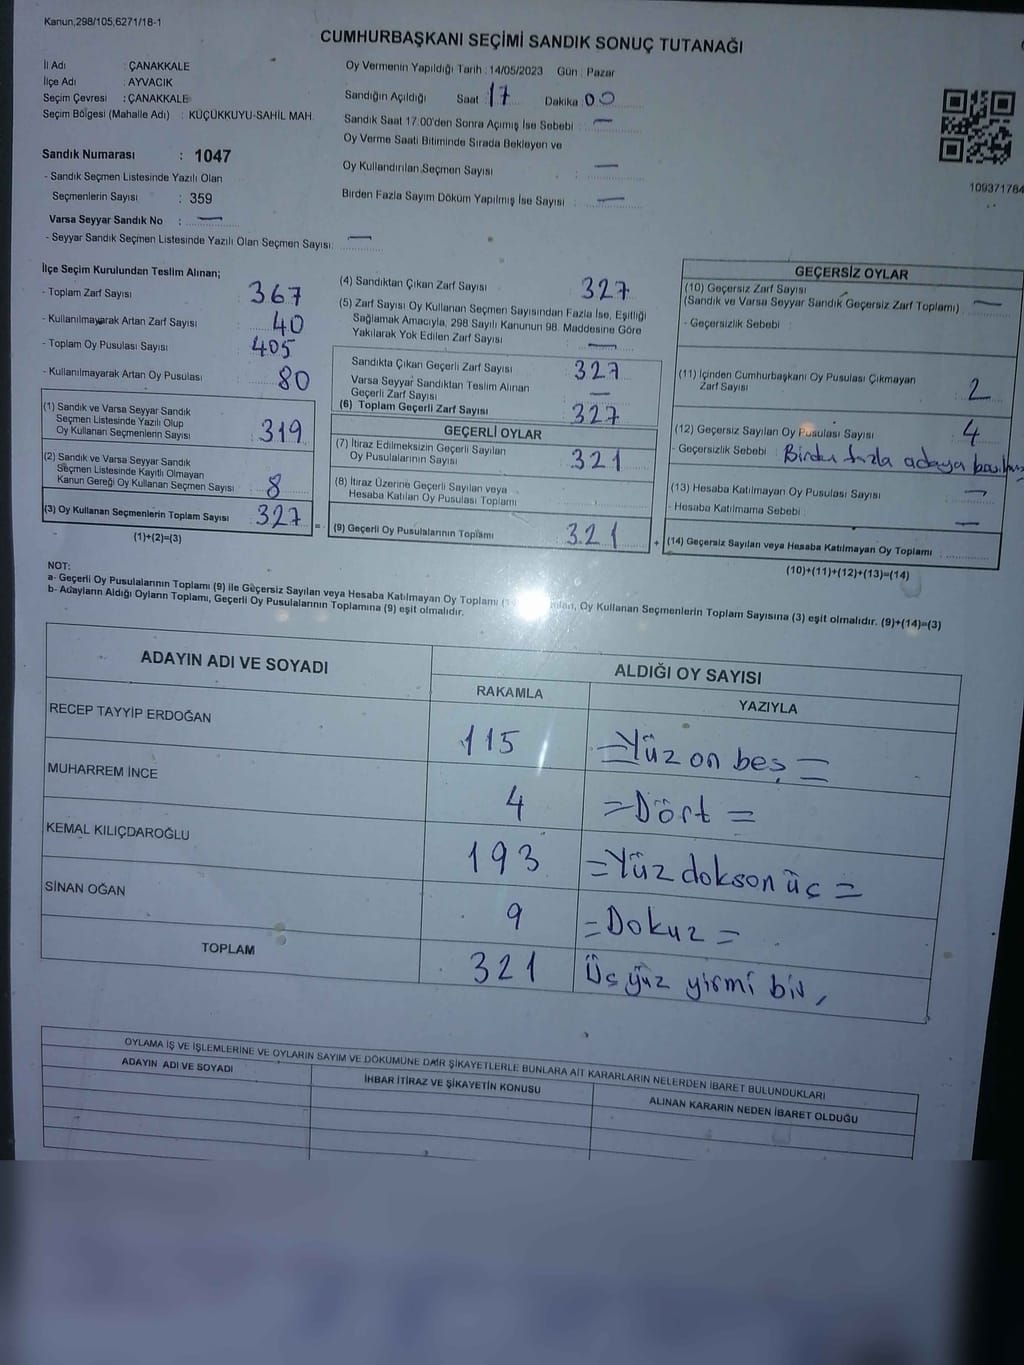 Kanun,298/105,6271/18-1
CUMHURBAŞKANI SEÇİMİ SANDIK SONUÇ TUTANAĞI
İl Adı : ÇANAKKALE
İlçe Adı : AYVACIK
Seçim Çevresi : ÇANAKKALE
Seçim Bölgesi (Mahalle Adı) : KÜÇÜKKUYU-SAHİL MAH.
Oy Vermenin Yapıldığı Tarih : 14/05/2023 Gün : Pazar
Sandığın Açıldığı Saat 17 Dakika 00
Sandık Saat 17:00'den Sonra Açılmış İse Sebebi : —
Oy Verme Saati Bitiminde Sırada Bekleyen ve
Oy Kullandırılan Seçmen Sayısı : —
Birden Fazla Sayım Döküm Yapılmış İse Sayısı : —
109371784
Sandık Numarası : 1047
- Sandık Seçmen Listesinde Yazılı Olan
Seçmenlerin Sayısı : 359
Varsa Seyyar Sandık No : —
- Seyyar Sandık Seçmen Listesinde Yazılı Olan Seçmen Sayısı: —
İlçe Seçim Kurulundan Teslim Alınan;
- Toplam Zarf Sayısı 367
- Kullanılmayarak Artan Zarf Sayısı 40
- Toplam Oy Pusulası Sayısı 405
- Kullanılmayarak Artan Oy Pusulası 80
(1) Sandık ve Varsa Seyyar Sandık
Seçmen Listesinde Yazılı Olup
Oy Kullanan Seçmenlerin Sayısı 319
(2) Sandık ve Varsa Seyyar Sandık
Seçmen Listesinde Kayıtlı Olmayan
Kanun Gereği Oy Kullanan Seçmen Sayısı 8
(3) Oy Kullanan Seçmenlerin Toplam Sayısı 327
(1)+(2)=(3)
(4) Sandıktan Çıkan Zarf Sayısı 327
(5) Zarf Sayısı Oy Kullanan Seçmen Sayısından Fazla İse, Eşitliği
Sağlamak Amacıyla, 298 Sayılı Kanunun 98. Maddesine Göre
Yakılarak Yok Edilen Zarf Sayısı —
Sandıkta Çıkan Geçerli Zarf Sayısı 327
Varsa Seyyar Sandıktan Teslim Alınan
Geçerli Zarf Sayısı —
(6) Toplam Geçerli Zarf Sayısı 327
GEÇERLİ OYLAR
(7) İtiraz Edilmeksizin Geçerli Sayılan
Oy Pusulalarının Sayısı 321
(8) İtiraz Üzerine Geçerli Sayılan veya
Hesaba Katılan Oy Pusulası Toplamı
= (9) Geçerli Oy Pusulalarının Toplamı 321 +
GEÇERSİZ OYLAR
(10) Geçersiz Zarf Sayısı
(Sandık ve Varsa Seyyar Sandık Geçersiz Zarf Toplamı) —
- Geçersizlik Sebebi :
(11) İçinden Cumhurbaşkanı Oy Pusulası Çıkmayan
Zarf Sayısı 2
(12) Geçersiz Sayılan Oy Pusulası Sayısı 4
- Geçersizlik Sebebi : Birden fazla adaya
(13) Hesaba Katılmayan Oy Pusulası Sayısı —
- Hesaba Katılmama Sebebi : —
(14) Geçersiz Sayılan veya Hesaba Katılmayan Oy Toplamı
(10)+(11)+(12)+(13)=(14)
NOT:
a- Geçerli Oy Pusulalarının Toplamı (9) ile Geçersiz Sayılan veya Hesaba Katılmayan Oy Toplamı Oy Kullanan Seçmenlerin Toplam Sayısına (3) eşit olmalıdır. (9)+(14)=(3)
b- Adayların Aldığı Oyların Toplamı, Geçerli Oy Pusulalarının Toplamına (9) eşit olmalıdır.
ADAYIN ADI VE SOYADI ALDIĞI OY SAYISI
RAKAMLA YAZIYLA
RECEP TAYYİP ERDOĞAN 115 =Yüz on beş=
MUHARREM İNCE 4 =Dört=
KEMAL KILIÇDAROĞLU 193 =Yüz dokson üç=
SİNAN OĞAN 9 =Dokuz=
TOPLAM 321 Üç yüz yirmi bir,
OYLAMA İŞ VE İŞLEMLERİNE VE OYLARIN SAYIM VE DÖKÜMÜNE DAİR ŞİKAYETLERLE BUNLARA AİT KARARLARIN NELERDEN İBARET BULUNDUKLARI
ADAYIN ADI VE SOYADI İHBAR İTİRAZ VE ŞİKAYETİN KONUSU ALINAN KARARIN NEDEN İBARET OLDUĞU